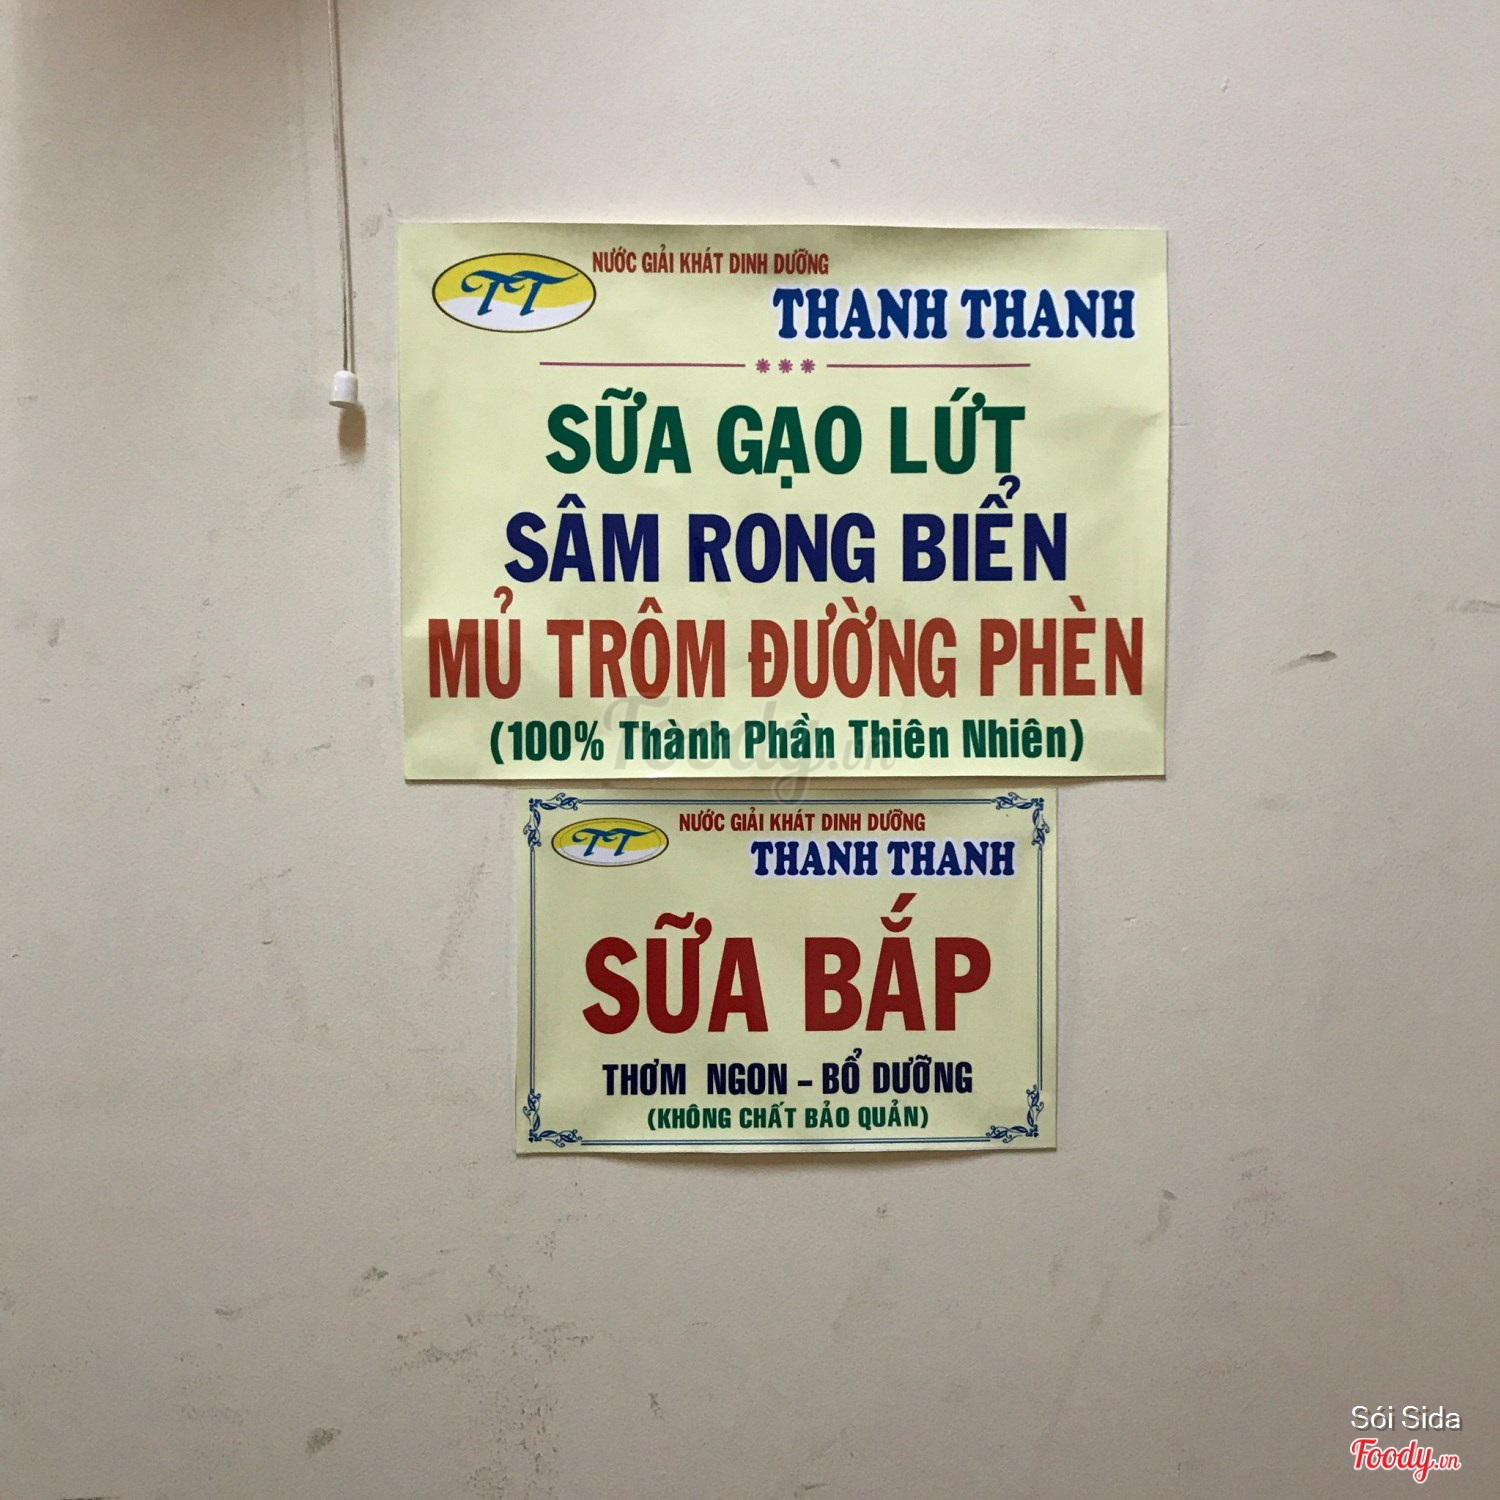 TT
NƯỚC GIẢI KHÁT DINH DƯỠNG
THANH THANH
SỮA GẠO LỨT
SÂM RONG BIỂN
MỦ TRÔM ĐƯỜNG PHÈN
(100% Thành Phần Thiên Nhiên)
Foody.vn
TT
NƯỚC GIẢI KHÁT DINH DƯỠNG
THANH THANH
SỮA BẮP
THƠM NGON - BỔ DƯỠNG
(KHÔNG CHẤT BẢO QUẢN)
Sói Sida
Foody.vn